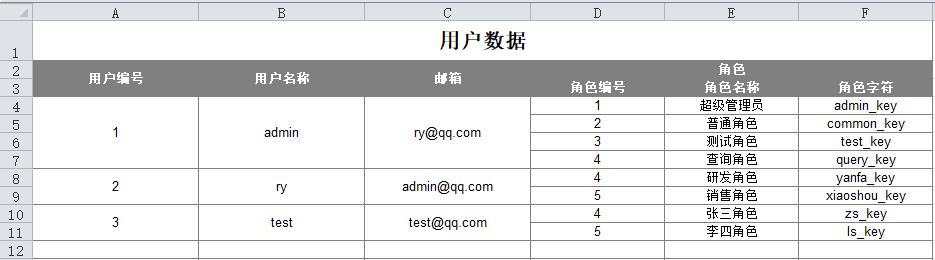 A B C D E F
1 用户数据
2 角色
用户编号 用户名称 邮箱
3 角色编号 角色名称 角色字符
4 1 超级管理员 admin_key
5 2 普通角色 common_key
1 admin ry@qq.com
6 3 测试角色 test_key
7 4 查询角色 query_key
8 4 研发角色 yanfa_key
2 ry admin@qq.com
9 5 销售角色 xiaoshou_key
10 4 张三角色 zs_key
3 test test@qq.com
11 5 李四角色 ls_key
12